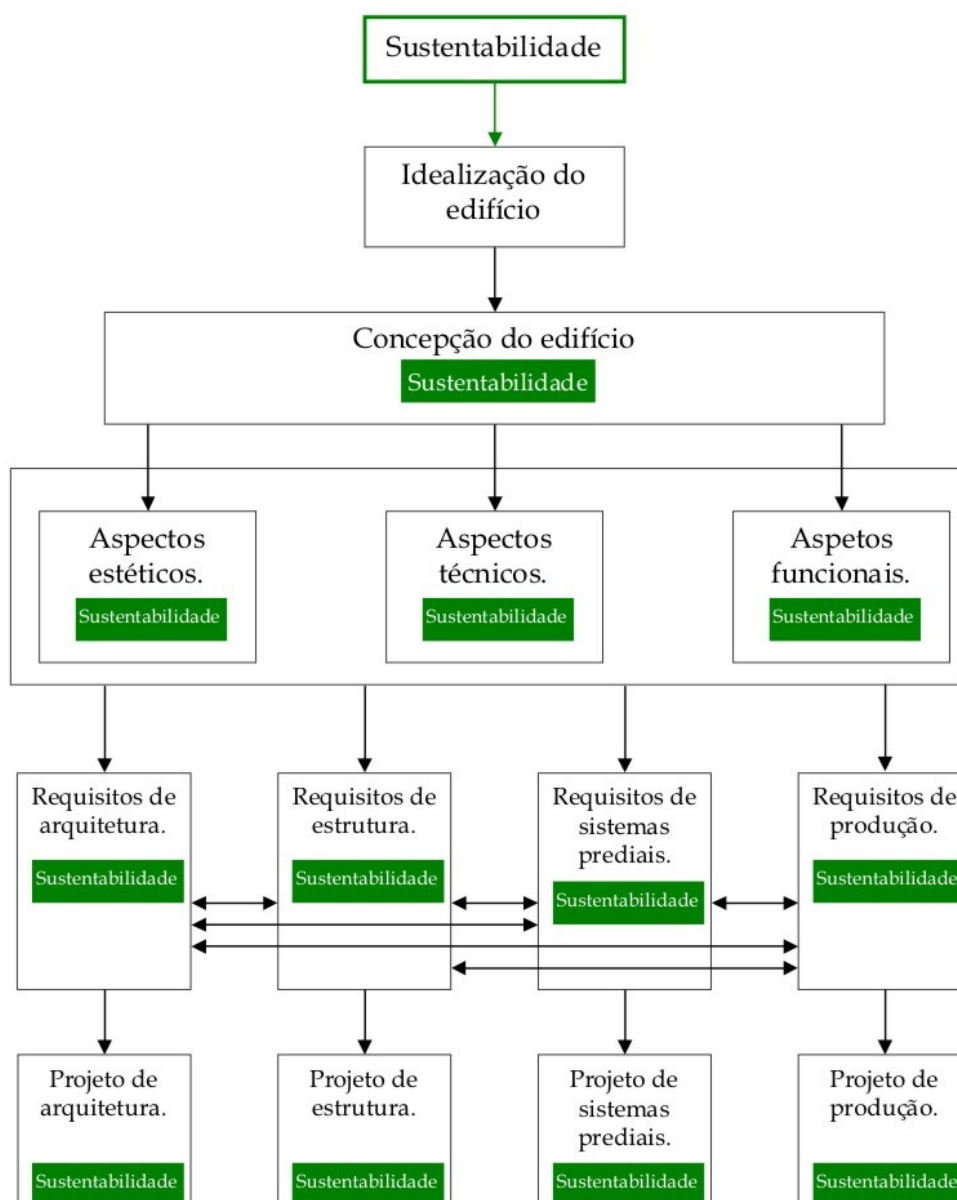 Sustentabilidade
Idealização do
edifício
Concepção do edifício
Sustentabilidade
Aspectos
estéticos.
Sustentabilidade
Aspectos
técnicos.
Sustentabilidade
Aspetos
funcionais.
Sustentabilidade
Requisitos de
arquitetura.
Sustentabilidade
Requisitos de
estrutura.
Sustentabilidade
Requisitos de
sistemas
prediais.
Sustentabilidade
Requisitos de
produção.
Sustentabilidade
Projeto de
arquitetura.
Sustentabilidade
Projeto de
estrutura.
Sustentabilidade
Projeto de
sistemas
prediais.
Sustentabilidade
Projeto de
produção.
Sustentabilidade